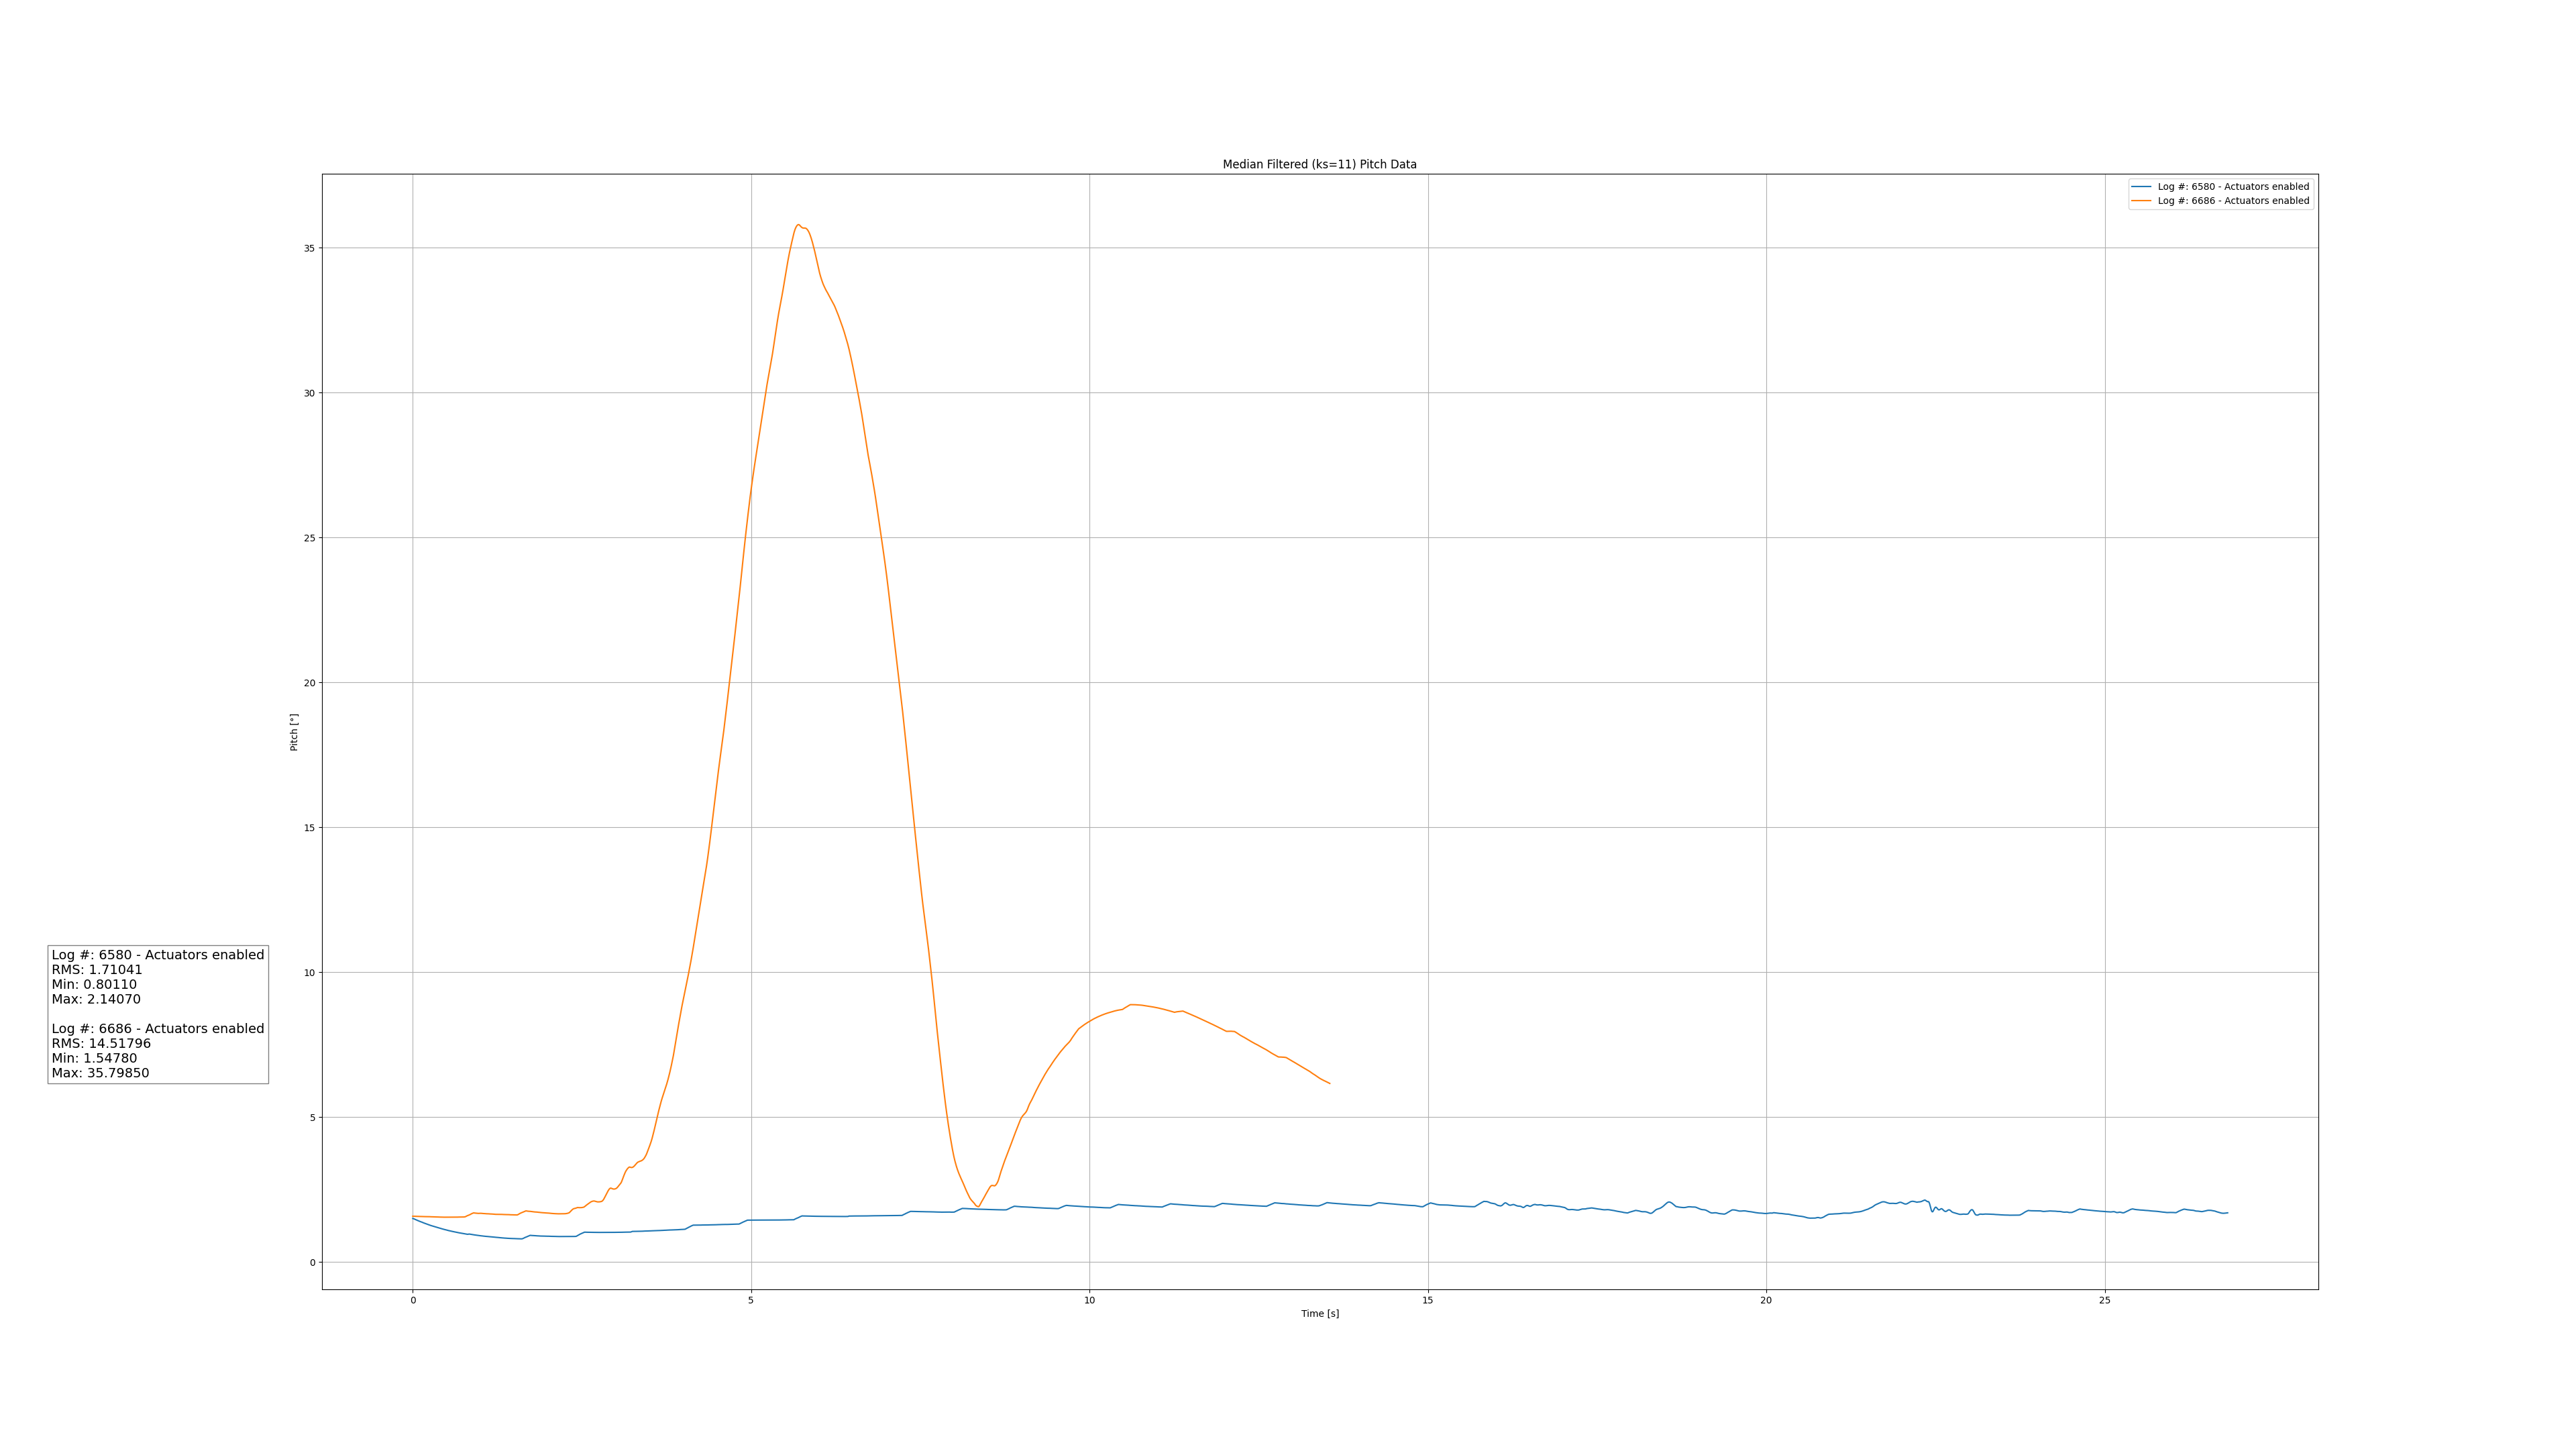 Median Filtered (ks=11) Pitch Data
Log #: 6580 - Actuators enabled
Log #: 6686 - Actuators enabled
35
30
25
20
15
10
5
0
Pitch [°]
0 5 10 15 20 25
Time [s]
Log #: 6580 - Actuators enabled
RMS: 1.71041
Min: 0.80110
Max: 2.14070
Log #: 6686 - Actuators enabled
RMS: 14.51796
Min: 1.54780
Max: 35.79850